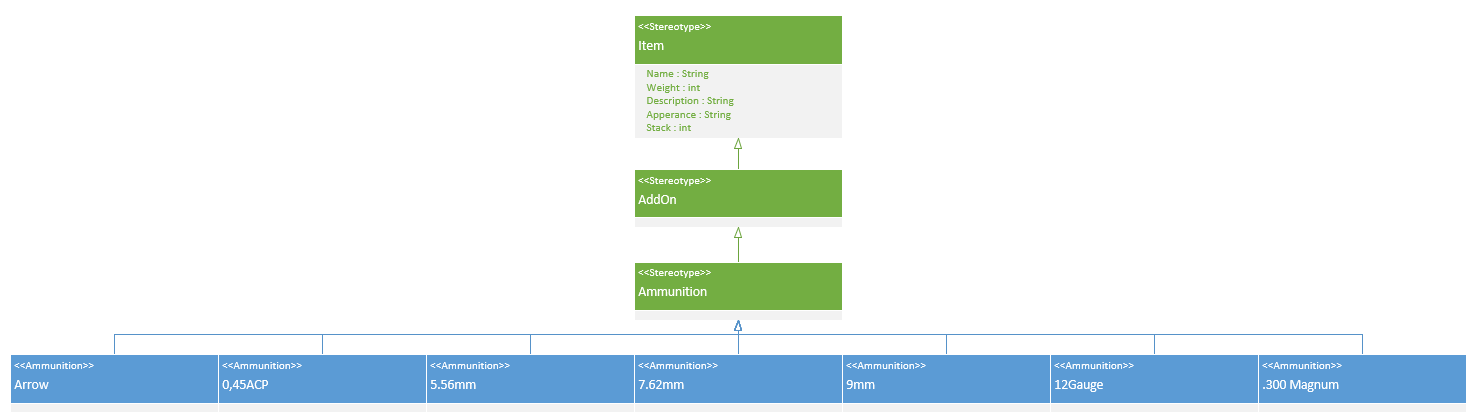 <<Stereotype>>
Item
Name : String
Weight : int
Description : String
Apperance : String
Stack : int
<<Stereotype>>
AddOn
<<Stereotype>>
Ammunition
<<Ammunition>>
Arrow
<<Ammunition>>
0,45ACP
<<Ammunition>>
5.56mm
<<Ammunition>>
7.62mm
<<Ammunition>>
9mm
<<Ammunition>>
12Gauge
<<Ammunition>>
.300 Magnum